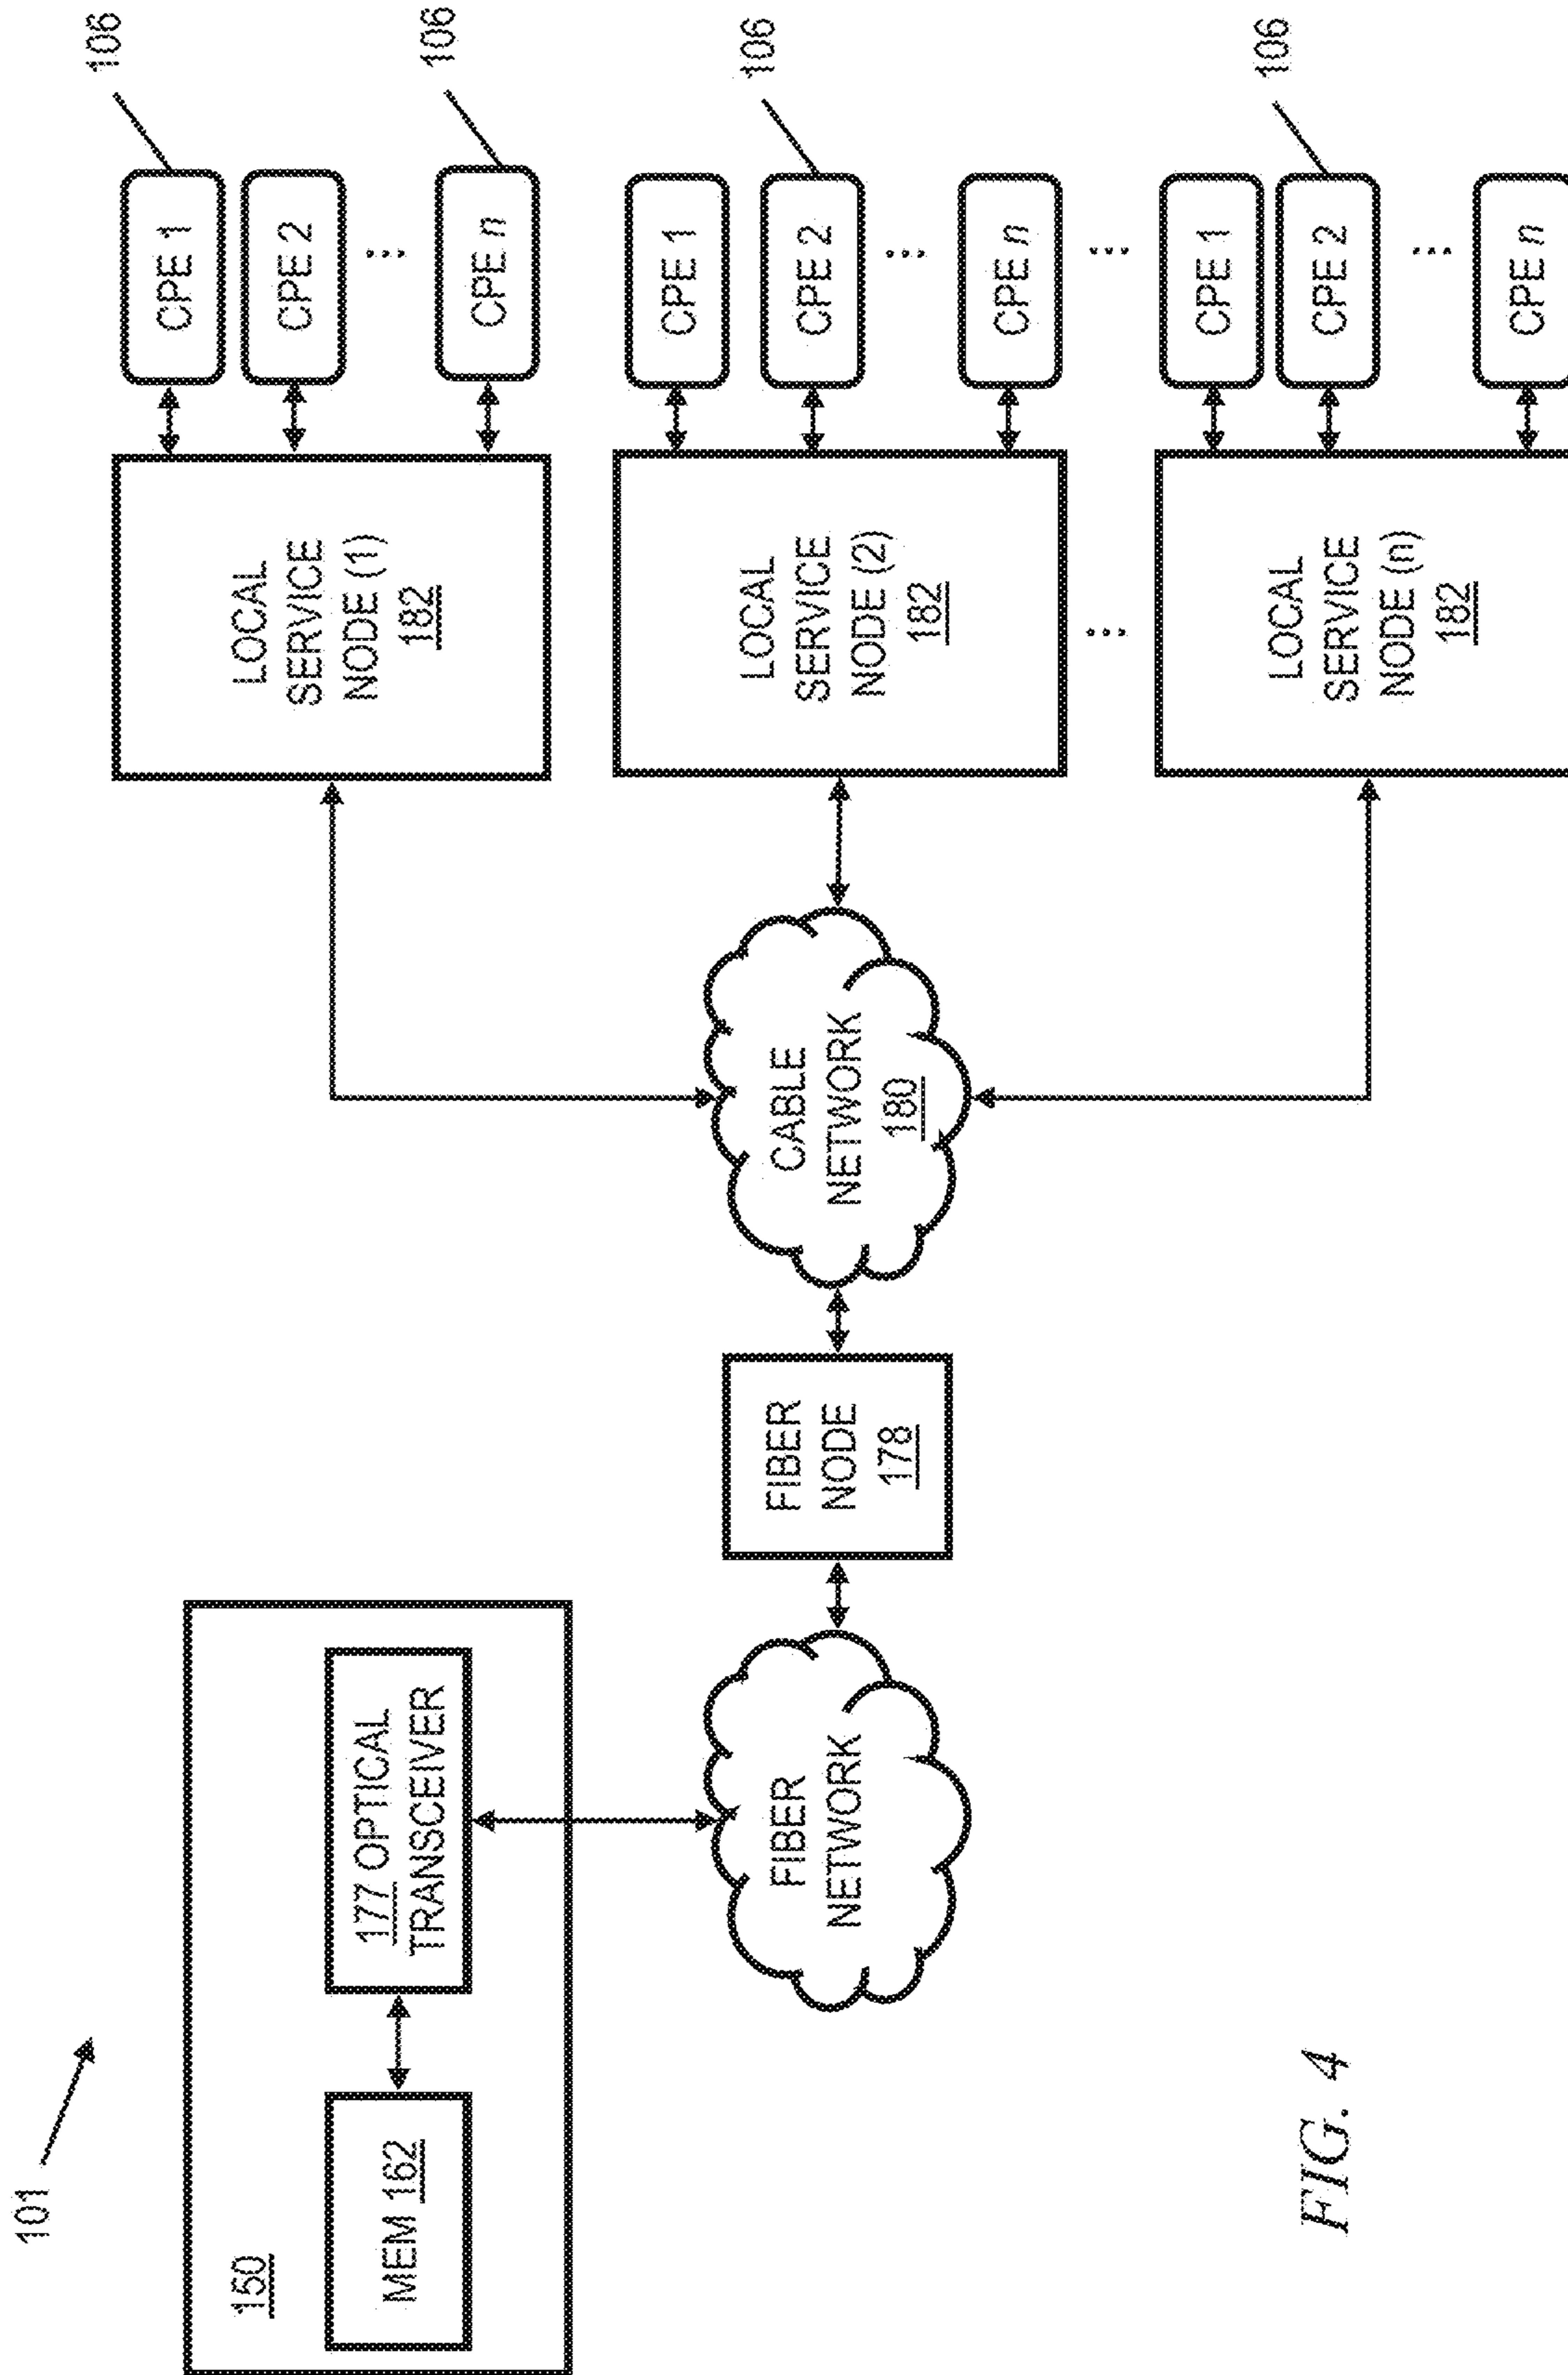 101
150
MEM 162
177 OPTICAL
TRANSCEIVER
FIBER
NETWORK
FIBER
NODE
178
CABLE
NETWORK
180
LOCAL
SERVICE
NODE (1)
182
CPE 1
106
CPE 2
...
CPE n
106
LOCAL
SERVICE
NODE (2)
182
CPE 1
CPE 2
106
...
CPE n
...
...
LOCAL
SERVICE
NODE (n)
182
CPE 1
CPE 2
106
...
CPE n
FIG. 4